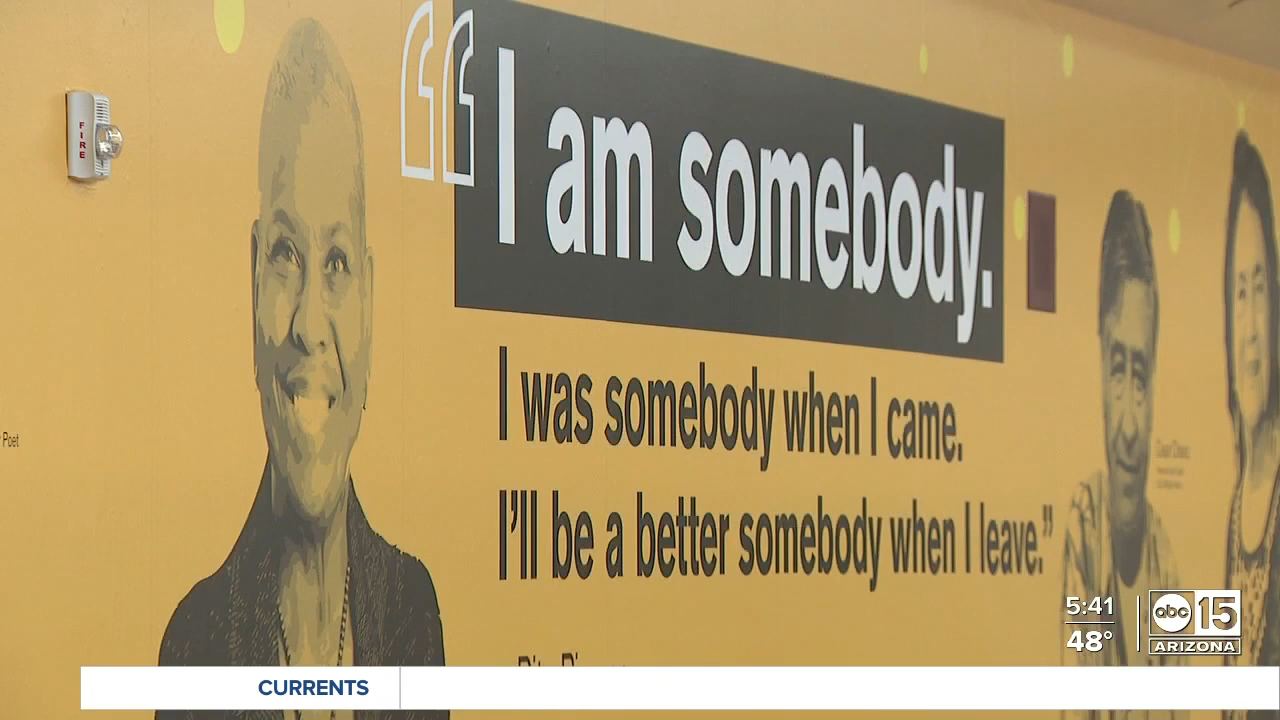 FIRE
“I am somebody.
I was somebody when I came.
I'll be a better somebody when I leave.”
Poet
5:41
48°
abc 15
ARIZONA
CURRENTS